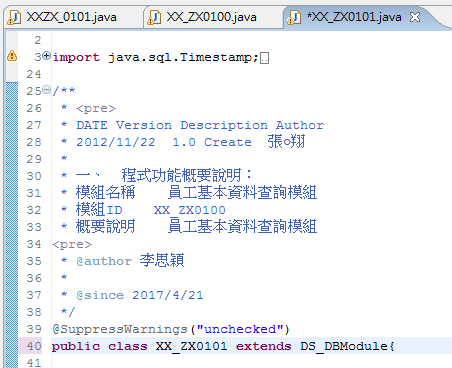 XXZX_0101.java XX_ZX0100.java *XX_ZX0101.java
2
3 import java.sql.Timestamp;
24
25 /**
26 * <pre>
27 * DATE Version Description Author
28 * 2012/11/22 1.0 Create 張○翔
29 *
30 * 一、 程式功能概要說明：
31 * 模組名稱 員工基本資料查詢模組
32 * 模組ID XX_ZX0100
33 * 概要說明 員工基本資料查詢模組
34 <pre>
35 * @author 李思穎
36 *
37 * @since 2017/4/21
38 */
39 @SuppressWarnings("unchecked")
40 public class XX_ZX0101 extends DS_DBModule{
41